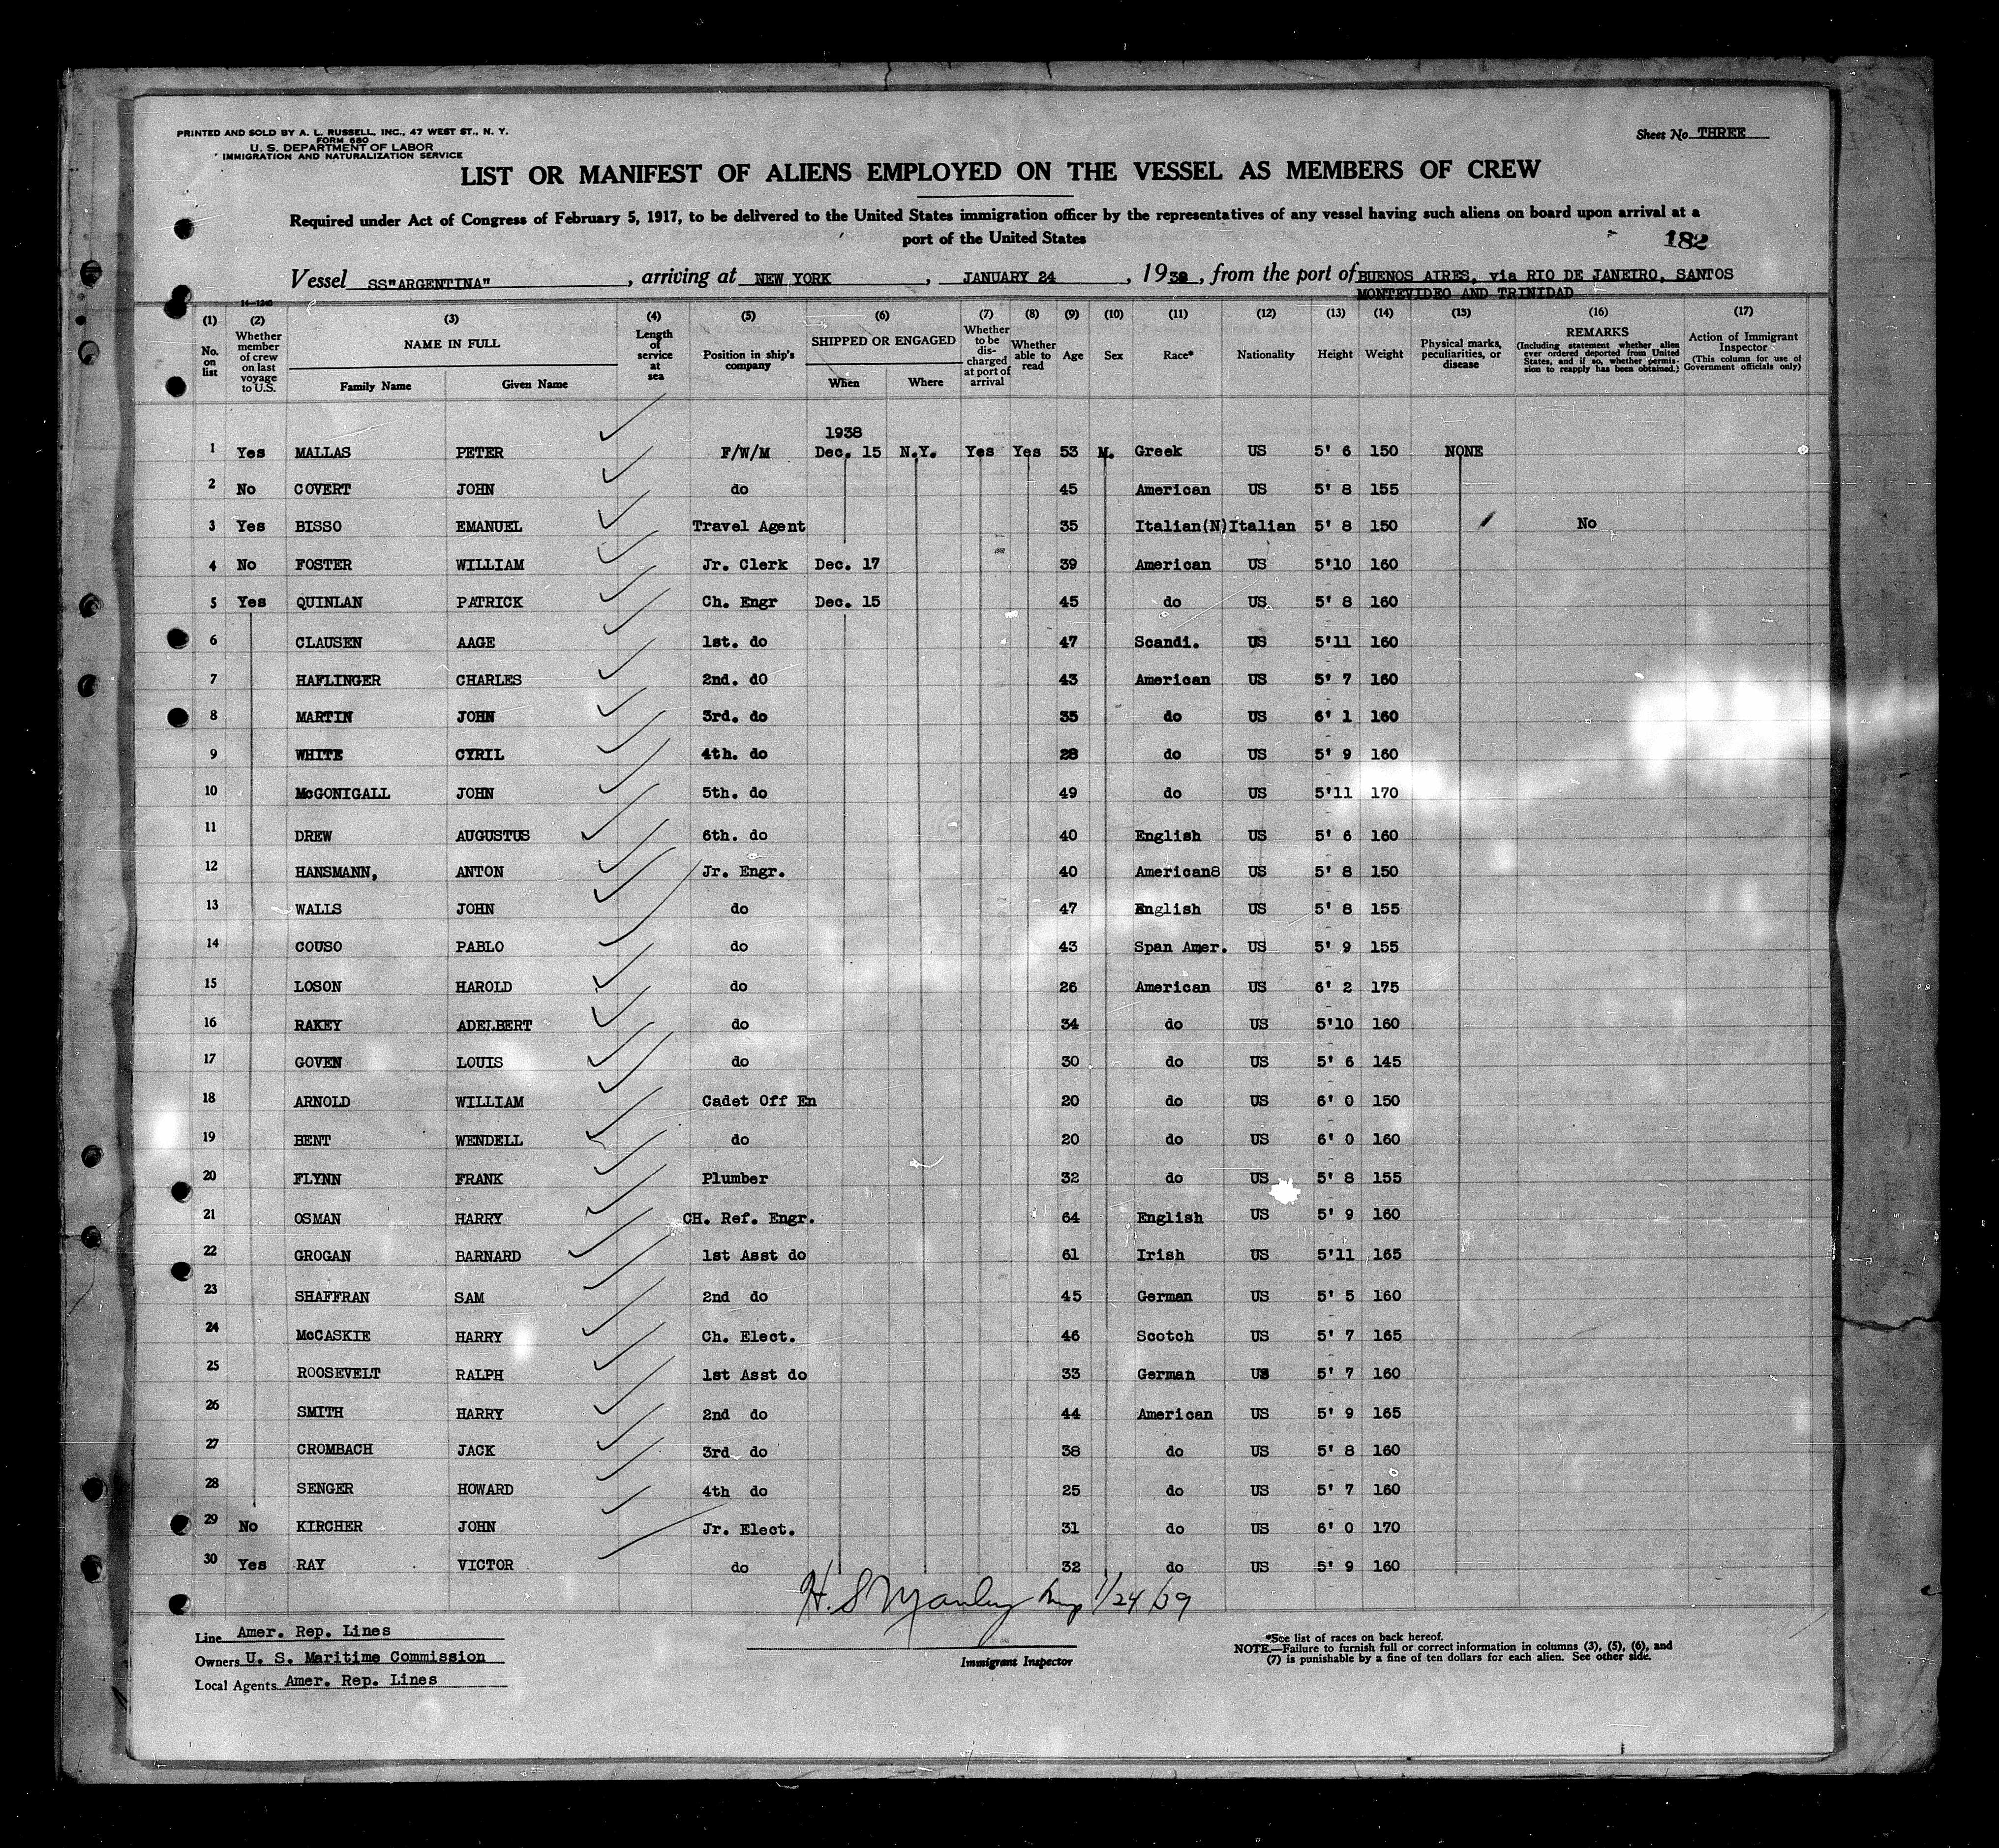 PRINTED AND SOLD BY A. L. RUSSELL, INC., 47 WEST ST., N. Y.
FORM 680
U. S. DEPARTMENT OF LABOR
IMMIGRATION AND NATURALIZATION SERVICE
Sheet No. THREE
LIST OR MANIFEST OF ALIENS EMPLOYED ON THE VESSEL AS MEMBERS OF CREW
Required under Act of Congress of February 5, 1917, to be delivered to the United States immigration officer by the representatives of any vessel having such aliens on board upon arrival at a
port of the United States
182
Vessel SS"ARGENTINA", arriving at NEW YORK, JANUARY 24, 1939, from the port of BUENOS AIRES, via RIO DE JANEIRO, SANTOS
MONTEVIDEO AND TRINIDAD
14—1240
(1) (2) (3) (4) (5) (6) (7) (8) (9) (10) (11) (12) (13) (14) (15) (16) (17)
No. on list
Whether member of crew on last voyage to U.S.
NAME IN FULL
Family Name Given Name
Length of service at sea
Position in ship's company
SHIPPED OR ENGAGED
When Where
Whether to be discharged at port of arrival
Whether able to read
Age
Sex
Race*
Nationality
Height
Weight
Physical marks, peculiarities, or disease
REMARKS
(Including statement whether alien ever ordered deported from United States, and if so, whether permission to reapply has been obtained.)
Action of Immigrant Inspector
(This column for use of Government officials only)
1938
1 Yes MALLAS PETER F/W/M Dec. 15 N.Y. Yes Yes 53 M. Greek US 5' 6 150 NONE
2 No COVERT JOHN do 45 American US 5' 8 155
3 Yes BISSO EMANUEL Travel Agent 35 Italian(N) Italian 5' 8 150 No
4 No FOSTER WILLIAM Jr. Clerk Dec. 17 39 American US 5'10 160
5 Yes QUINLAN PATRICK Ch. Engr Dec. 15 45 do US 5' 8 160
6 CLAUSEN AAGE 1st. do 47 Scandi. US 5'11 160
7 HAFLINGER CHARLES 2nd. dO 43 American US 5' 7 160
8 MARTIN JOHN 3rd. do 35 do US 6' 1 160
9 WHITE CYRIL 4th. do 28 do US 5' 9 160
10 McGONIGALL JOHN 5th. do 49 do US 5'11 170
11 DREW AUGUSTUS 6th. do 40 English US 5' 6 160
12 HANSMANN, ANTON Jr. Engr. 40 American8 US 5' 8 150
13 WALLS JOHN do 47 English US 5' 8 155
14 COUSO PABLO do 43 Span Amer. US 5' 9 155
15 LOSON HAROLD do 26 American US 6' 2 175
16 RAKEY ADELBERT do 34 do US 5'10 160
17 GOVEN LOUIS do 30 do US 5' 6 145
18 ARNOLD WILLIAM Cadet Off En 20 do US 6' 0 150
19 BENT WENDELL do 20 do US 6' 0 160
20 FLYNN FRANK Plumber 32 do US 5' 8 155
21 OSMAN HARRY CH. Ref. Engr. 64 English US 5' 9 160
22 GROGAN BARNARD 1st Asst do 61 Irish US 5'11 165
23 SHAFFRAN SAM 2nd do 45 German US 5' 5 160
24 McCASKIE HARRY Ch. Elect. 46 Scotch US 5' 7 165
25 ROOSEVELT RALPH 1st Asst do 33 German US 5' 7 160
26 SMITH HARRY 2nd do 44 American US 5' 9 165
27 CROMBACH JACK 3rd do 38 do US 5' 8 160
28 SENGER HOWARD 4th do 25 do US 5' 7 160
29 No KIRCHER JOHN Jr. Elect. 31 do US 6' 0 170
30 Yes RAY VICTOR do 32 do US 5' 9 160
H. S Manley Insp 1/24/39
Line Amer. Rep. Lines
Owners U. S. Maritime Commission
Local Agents Amer. Rep. Lines
Immigrant Inspector
*See list of races on back hereof.
NOTE.—Failure to furnish full or correct information in columns (3), (5), (6), and
(7) is punishable by a fine of ten dollars for each alien. See other side.